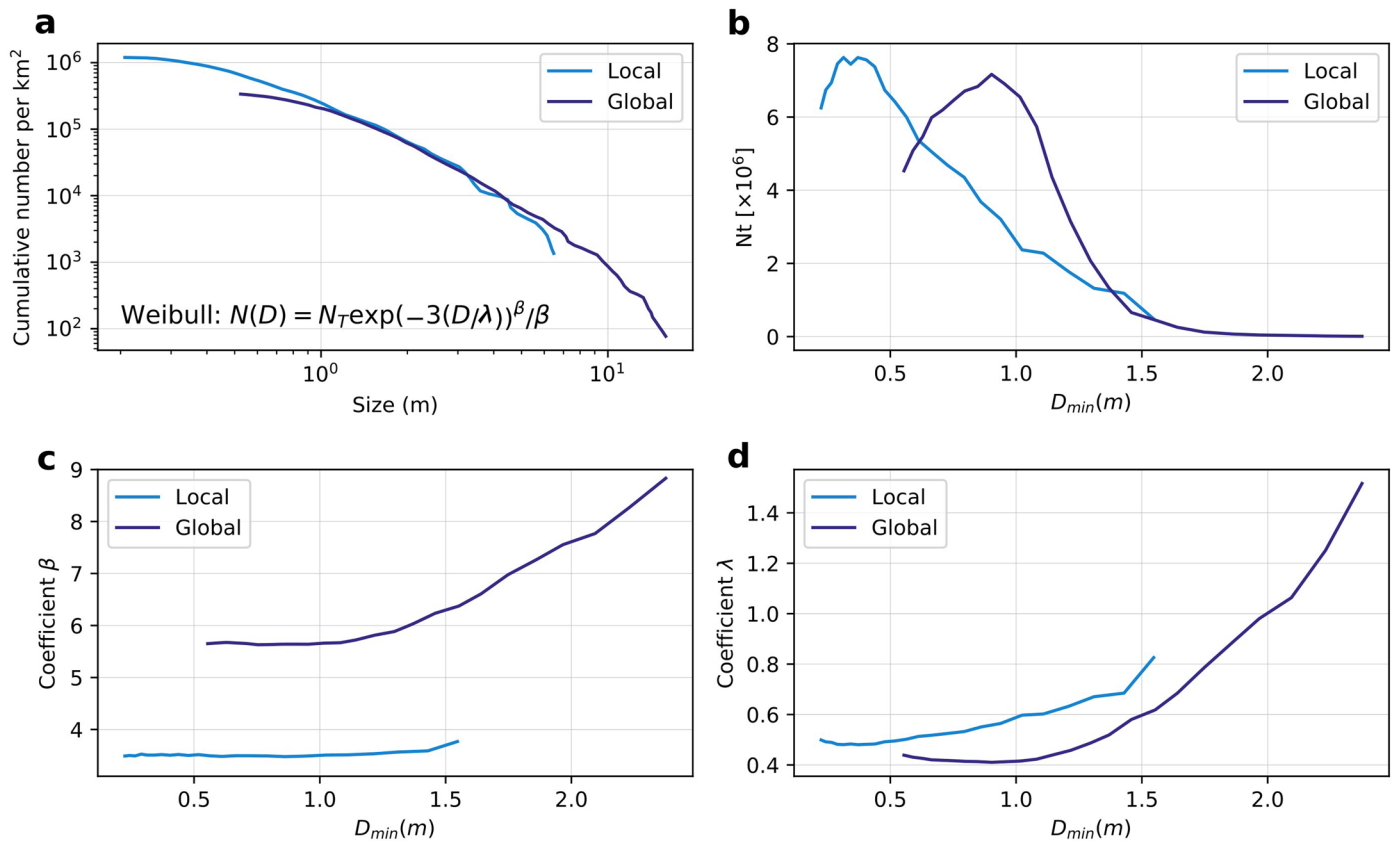 a
Cumulative number per km²
10⁶
10⁵
10⁴
10³
10²
Local
Global
Weibull: N(D) = N_T exp(−3(D/λ))^β/β
10⁰
10¹
Size (m)
b
Nt [×10⁶]
8
6
4
2
0
Local
Global
0.5
1.0
1.5
2.0
D_min(m)
c
Coefficient β
9
8
7
6
5
4
Local
Global
0.5
1.0
1.5
2.0
D_min(m)
d
Coefficient λ
1.4
1.2
1.0
0.8
0.6
0.4
Local
Global
0.5
1.0
1.5
2.0
D_min(m)